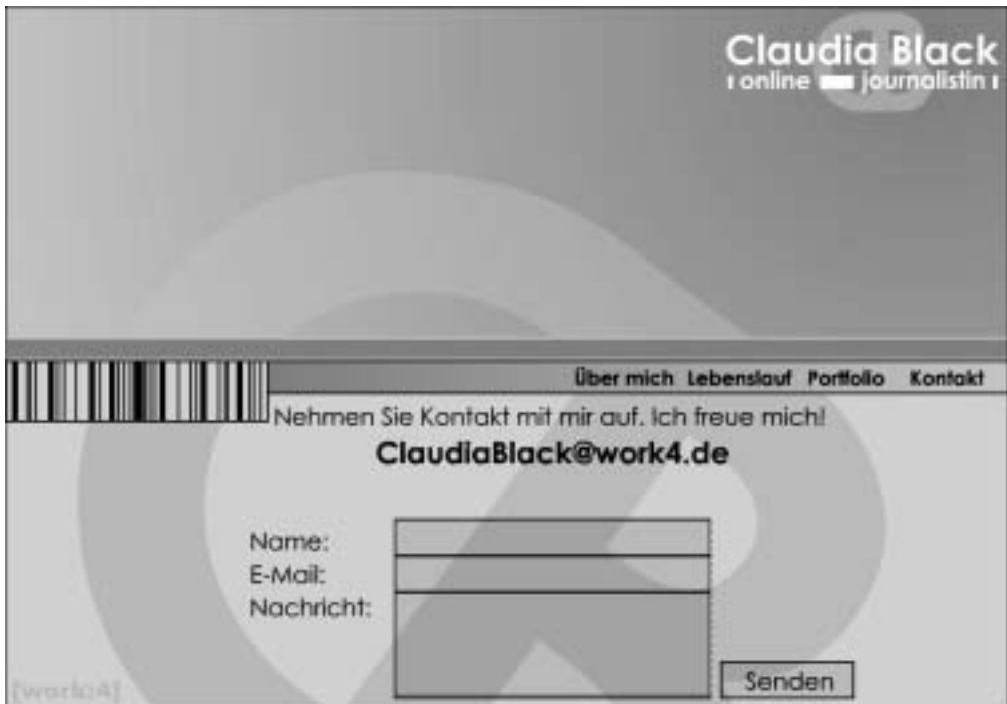 Claudia Black
online journalistin
Über mich Lebenslauf Portfolio Kontakt
Nehmen Sie Kontakt mit mir auf. Ich freue mich!
ClaudiaBlack@work4.de
Name:
E-Mail:
Nachricht:
Senden
[work:4]